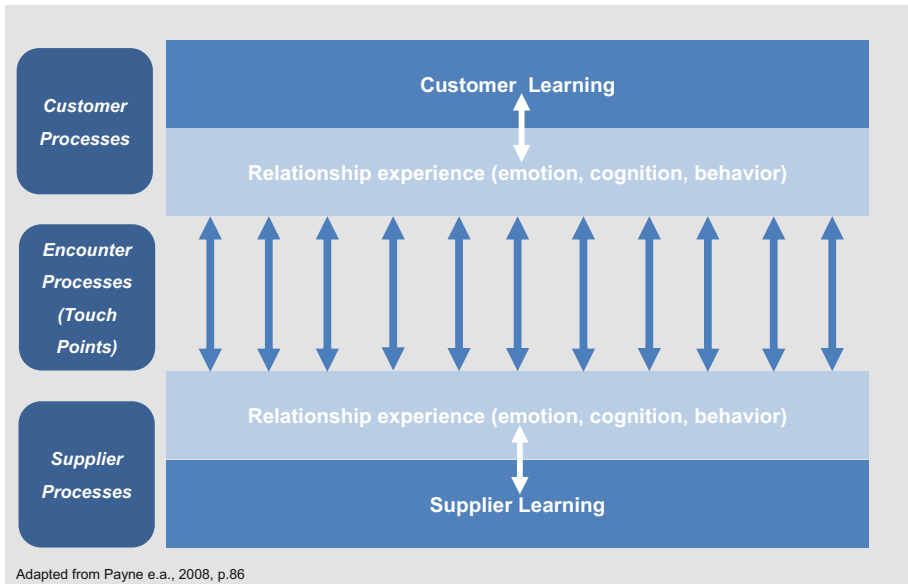 Customer
Processes
Customer Learning
Relationship experience (emotion, cognition, behavior)
Encounter
Processes
(Touch
Points)
Relationship experience (emotion, cognition, behavior)
Supplier
Processes
Supplier Learning
Adapted from Payne e.a., 2008, p.86